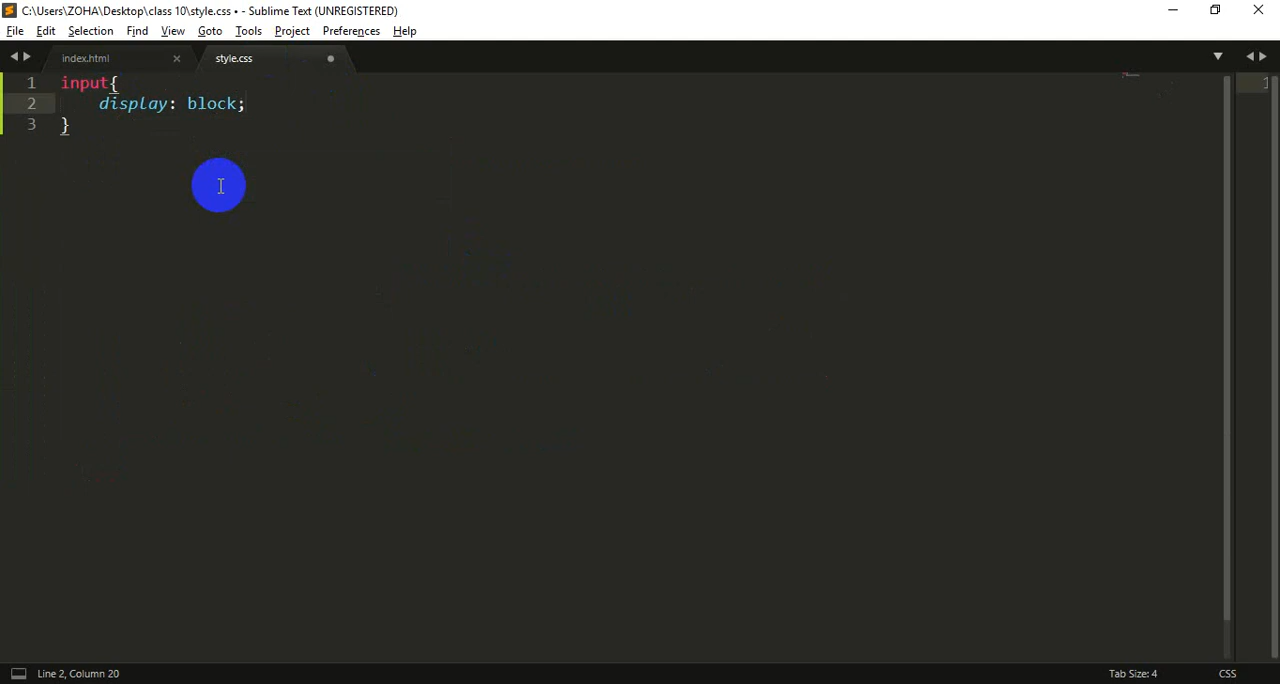 C:\Users\ZOHA\Desktop\class 10\style.css • - Sublime Text (UNREGISTERED)
File Edit Selection Find View Goto Tools Project Preferences Help
index.html style.css
1 input{ 1
2 display: block;
3 }
Line 2, Column 20 Tab Size: 4 CSS